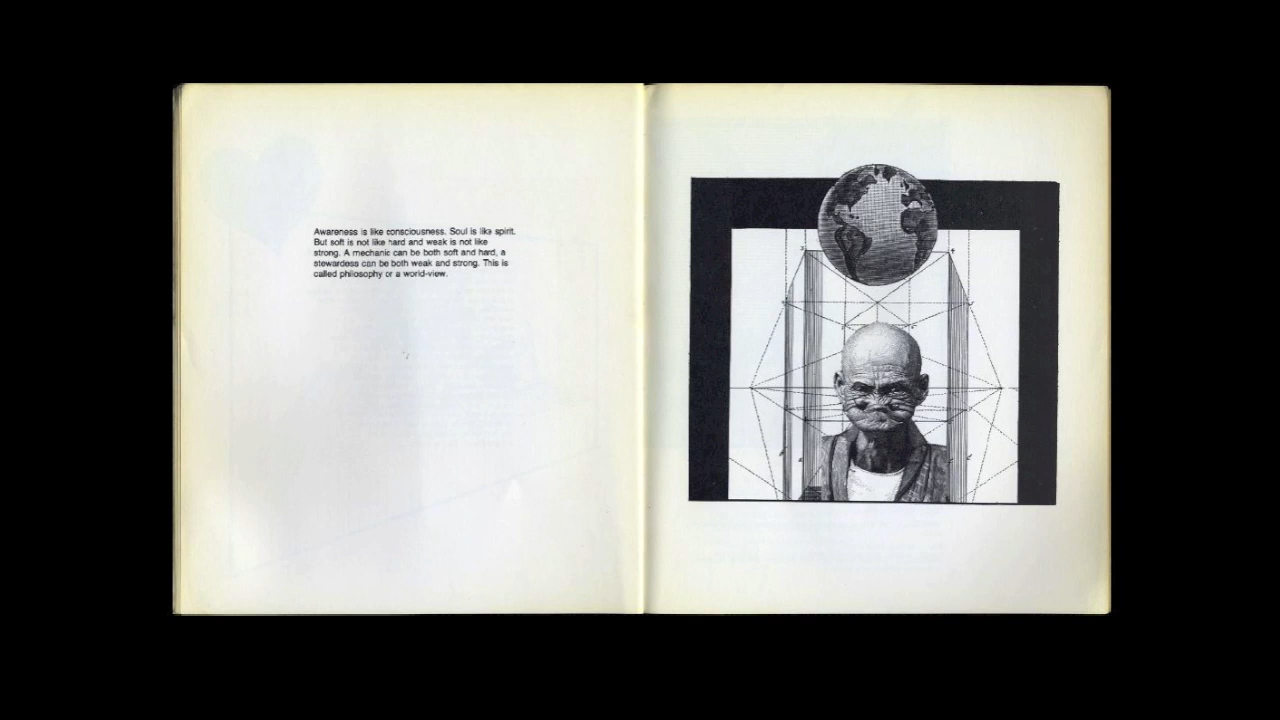 Awareness is like consciousness. Soul is like spirit.
But soft is not like hard and weak is not like
strong. A mechanic can be both soft and hard, a
stewardess can be both weak and strong. This is
called philosophy or a world-view.